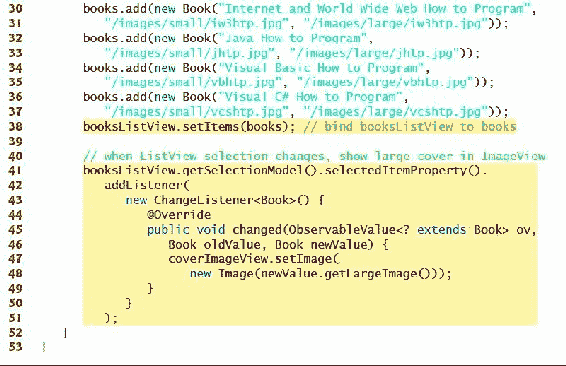 30 books.add(new Book("Internet and World Wide Web How to Program",
31 "/images/small/iw3htp.jpg", "/images/large/iw3htp.jpg"));
32 books.add(new Book("Java How to Program",
33 "/images/small/jhtp.jpg", "/images/large/jhtp.jpg"));
34 books.add(new Book("Visual Basic How to Program",
35 "/images/small/vbhtp.jpg", "/images/large/vbhtp.jpg"));
36 books.add(new Book("Visual C# How to Program",
37 "/images/small/vcshtp.jpg", "/images/large/vcshtp.jpg"));
38 booksListView.setItems(books); // bind booksListView to books
39
40 // when ListView selection changes, show large cover in ImageView
41 booksListView.getSelectionModel().selectedItemProperty().
42 addListener(
43 new ChangeListener<Book>() {
44 @Override
45 public void changed(ObservableValue<? extends Book> ov,
46 Book oldValue, Book newValue) {
47 coverImageView.setImage(
48 new Image(newValue.getLargeImage()));
49 }
50 }
51 );
52 }
53 }